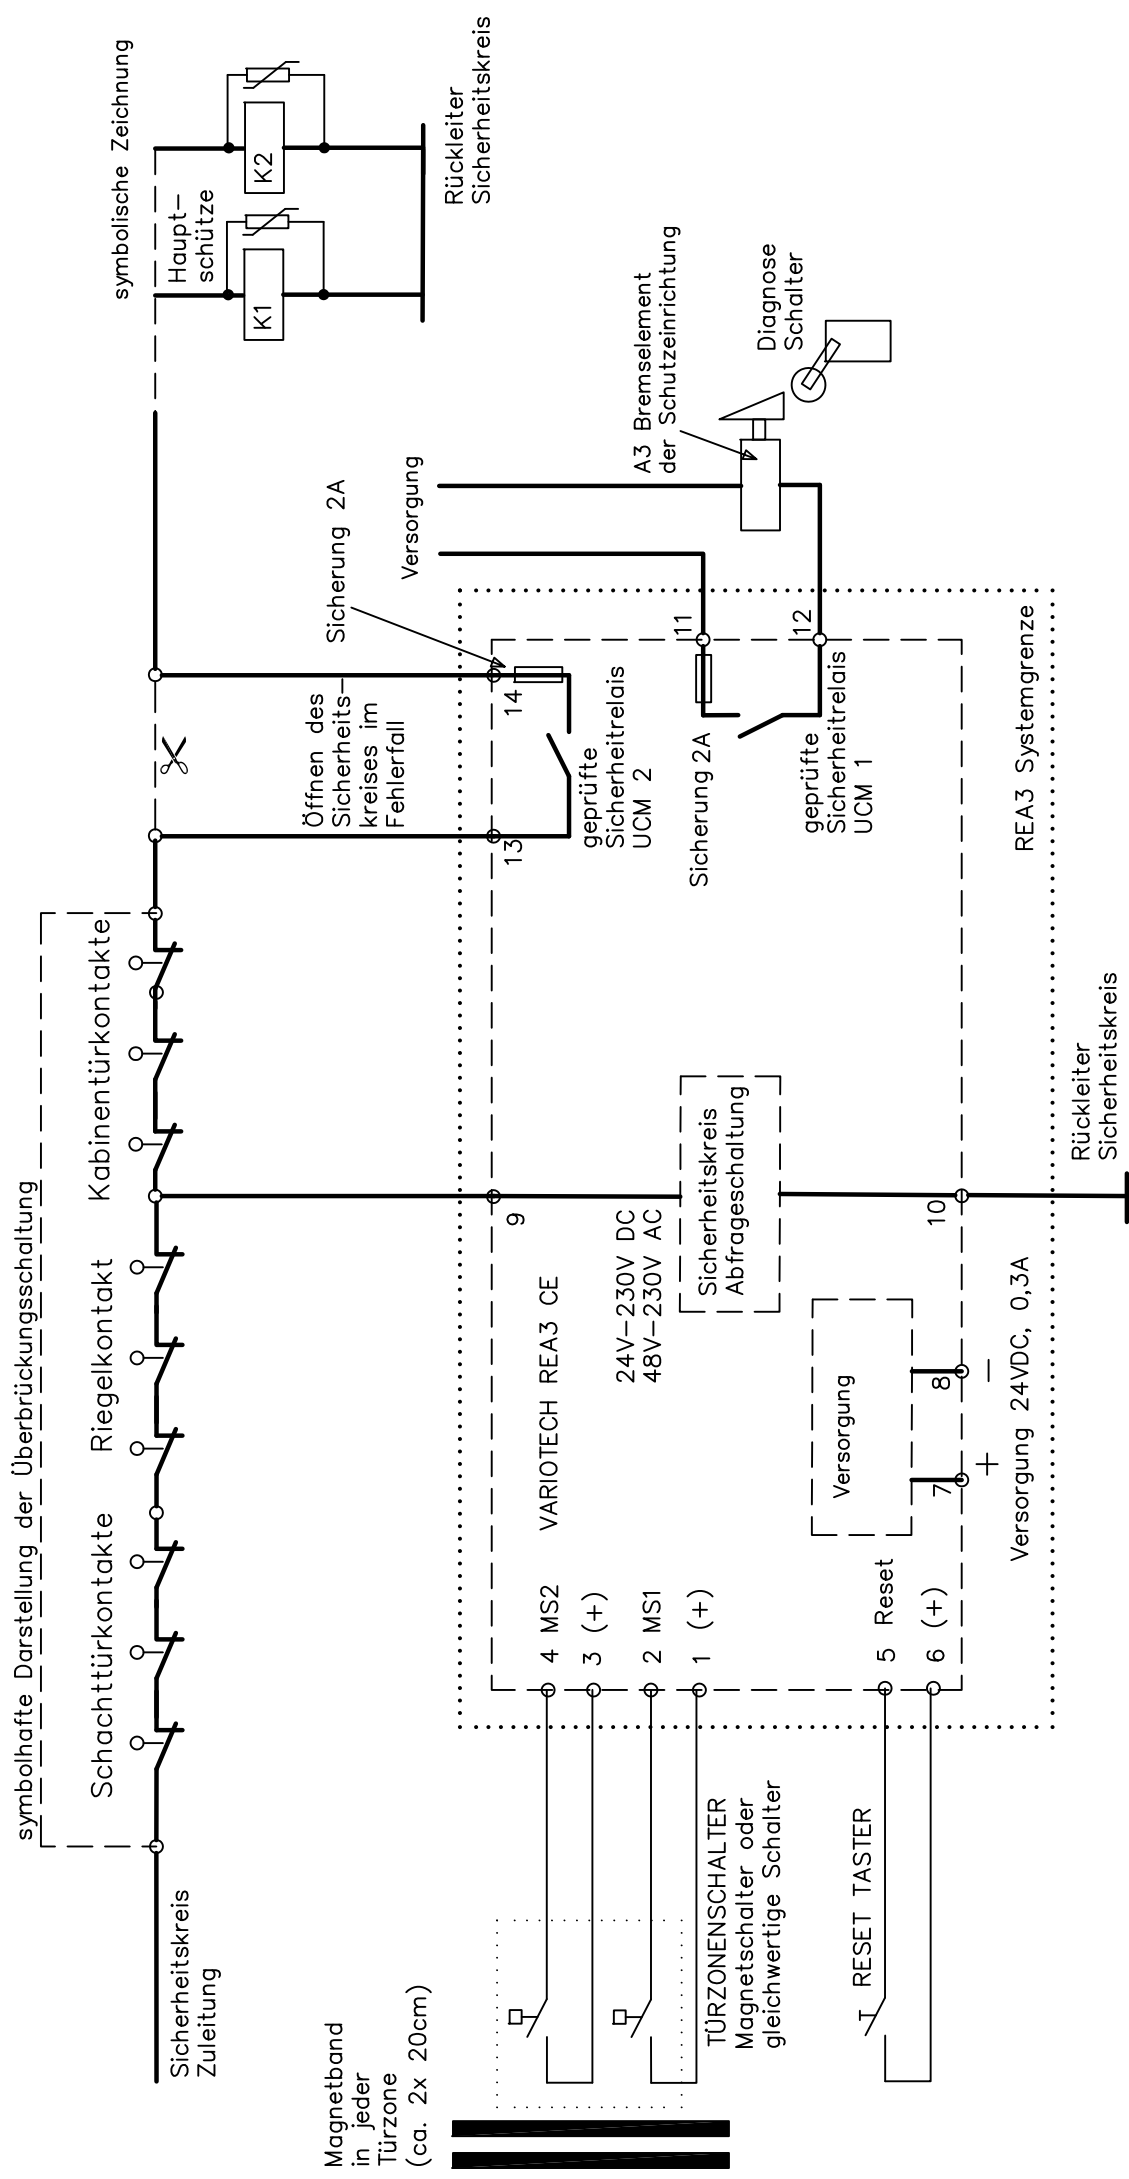 symbolhafte Darstellung der Überbrückungsschaltung
Schachttürkontakte
Riegelkontakt
Kabinentürkontakte
Sicherheitskreis
Zuleitung
symbolische Zeichnung
Haupt-
schütze
K1
K2
Rückleiter
Sicherheitskreis
Öffnen des
Sicherheits-
kreises im
Fehlerfall
Sicherung 2A
Versorgung
A3 Bremselement
der Schutzeinrichtung
Diagnose
Schalter
Magnetband
in jeder
Türzone
(ca. 2x 20cm)
9
13
14
11
12
geprüfte
Sicherheitrelais
UCM 2
Sicherung 2A
geprüfte
Sicherheitrelais
UCM 1
VARIOTECH REA3 CE
24V-230V DC
48V-230V AC
Sicherheitskreis
Abfrageschaltung
10
4 MS2
3 (+)
2 MS1
1 (+)
5 Reset
6 (+)
Versorgung
7
8
+
-
Versorgung 24VDC, 0,3A
REA3 Systemgrenze
TÜRZONENSCHALTER
Magnetschalter oder
gleichwertige Schalter
RESET TASTER
Rückleiter
Sicherheitskreis